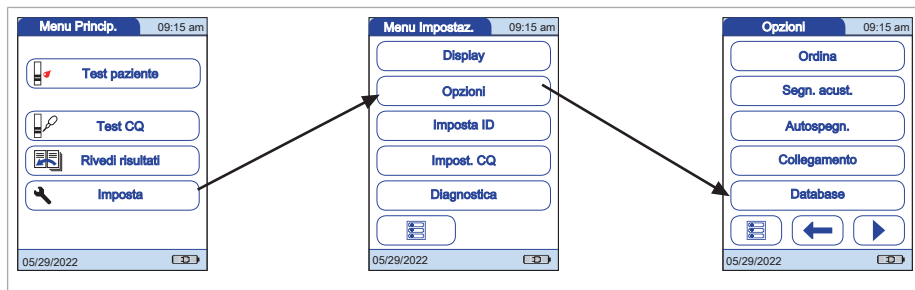 Menu Princip. 09:15 am
Test paziente
Test CQ
Rivedi risultati
Imposta
05/29/2022
Menu Impostaz. 09:15 am
Display
Opzioni
Imposta ID
Impost. CQ
Diagnostica
05/29/2022
Opzioni 09:15 am
Ordina
Segn. acust.
Autospegn.
Collegamento
Database
05/29/2022